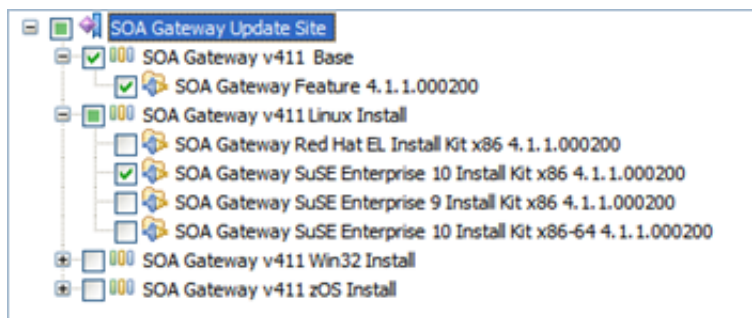 SOA Gateway Update Site
SOA Gateway v411 Base
SOA Gateway Feature 4.1.1.000200
SOA Gateway v411 Linux Install
SOA Gateway Red Hat EL Install Kit x86 4.1.1.000200
SOA Gateway SuSE Enterprise 10 Install Kit x86 4.1.1.000200
SOA Gateway SuSE Enterprise 9 Install Kit x86 4.1.1.000200
SOA Gateway SuSE Enterprise 10 Install Kit x86-64 4.1.1.000200
SOA Gateway v411 Win32 Install
SOA Gateway v411 zOS Install